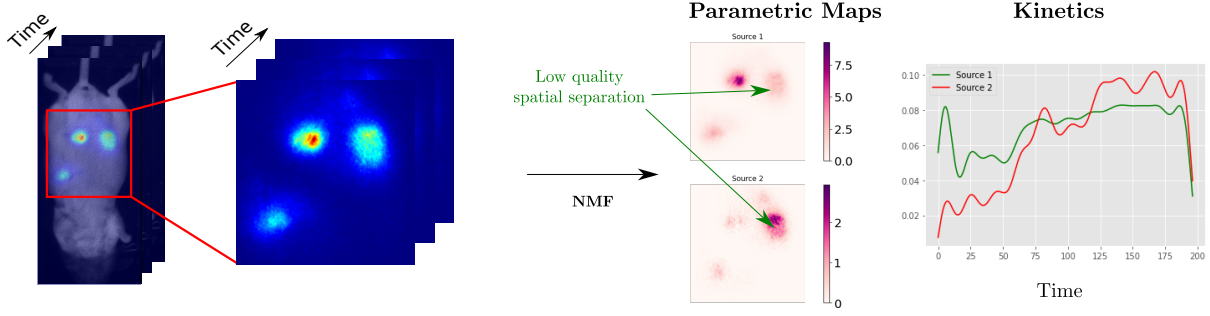 Time
Time
Low quality
spatial separation
NMF
Parametric Maps
Source 1
7.5
5.0
2.5
0.0
Source 2
2
1
0
Kinetics
Source 1
Source 2
0.10
0.08
0.06
0.04
0.02
0
25
50
75
100
125
150
175
200
Time